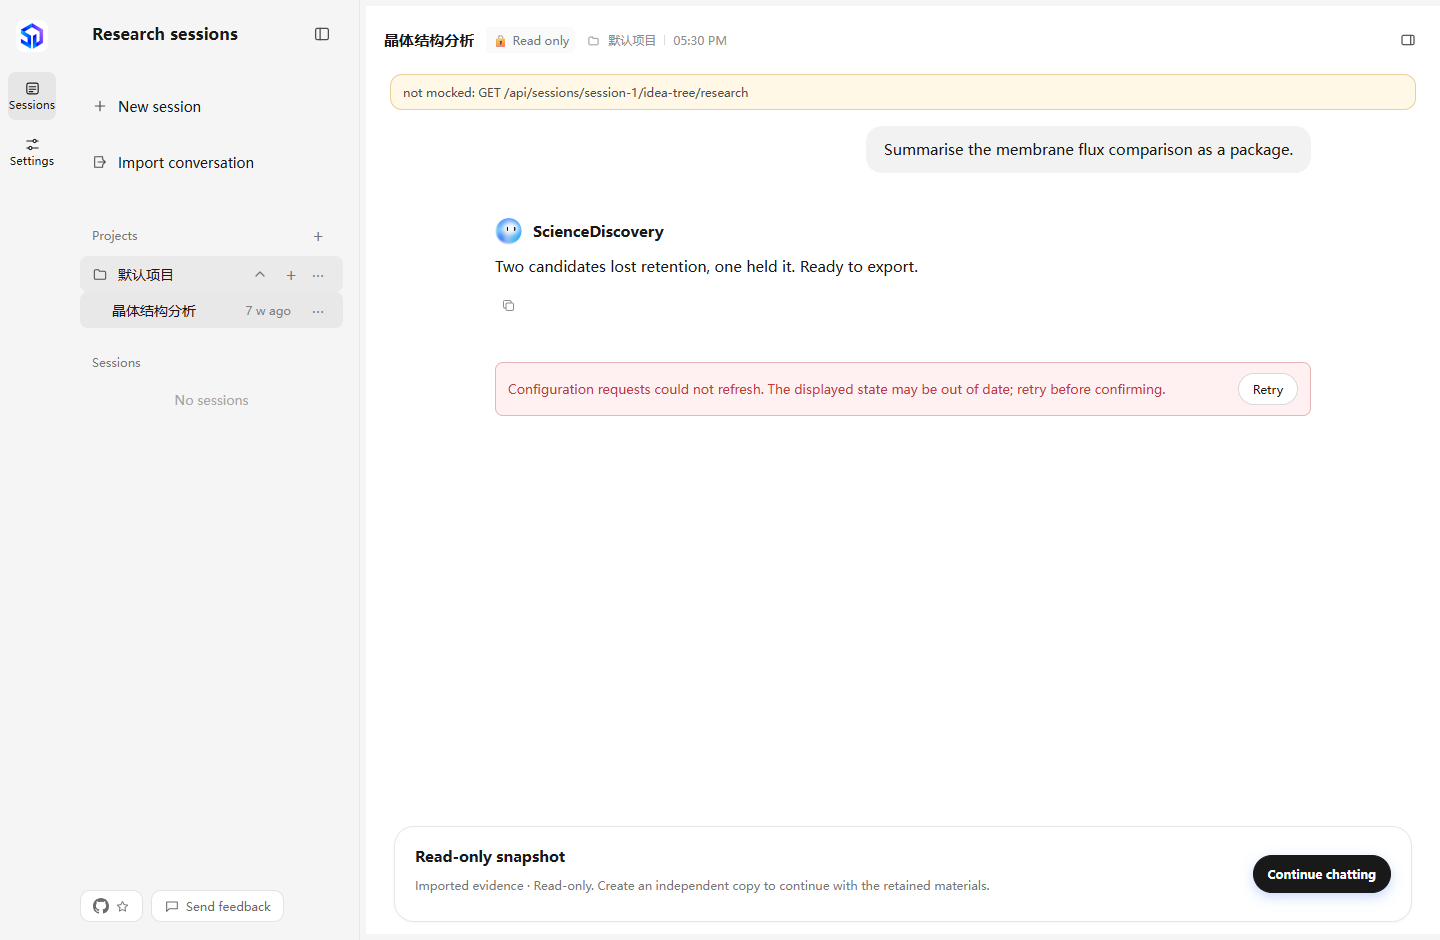 Sessions
Settings
Research sessions
New session
Import conversation
Projects
默认项目
晶体结构分析 7 w ago
Sessions
No sessions
Send feedback
晶体结构分析 Read only 默认项目 05:30 PM
not mocked: GET /api/sessions/session-1/idea-tree/research
Summarise the membrane flux comparison as a package.
ScienceDiscovery
Two candidates lost retention, one held it. Ready to export.
Configuration requests could not refresh. The displayed state may be out of date; retry before confirming. Retry
Read-only snapshot
Imported evidence · Read-only. Create an independent copy to continue with the retained materials.
Continue chatting